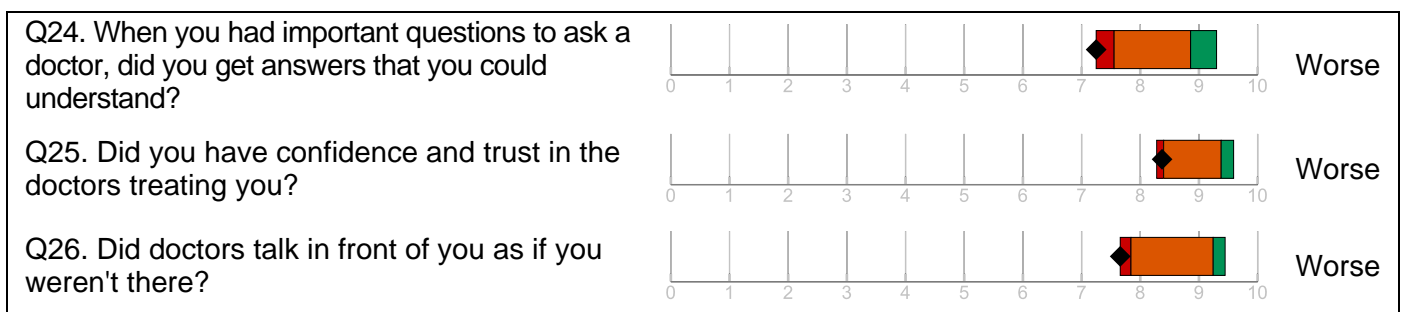 Q24. When you had important questions to ask a
doctor, did you get answers that you could
understand?
Worse
0 1 2 3 4 5 6 7 8 9 10
Q25. Did you have confidence and trust in the
doctors treating you?
Worse
0 1 2 3 4 5 6 7 8 9 10
Q26. Did doctors talk in front of you as if you
weren't there?
Worse
0 1 2 3 4 5 6 7 8 9 10